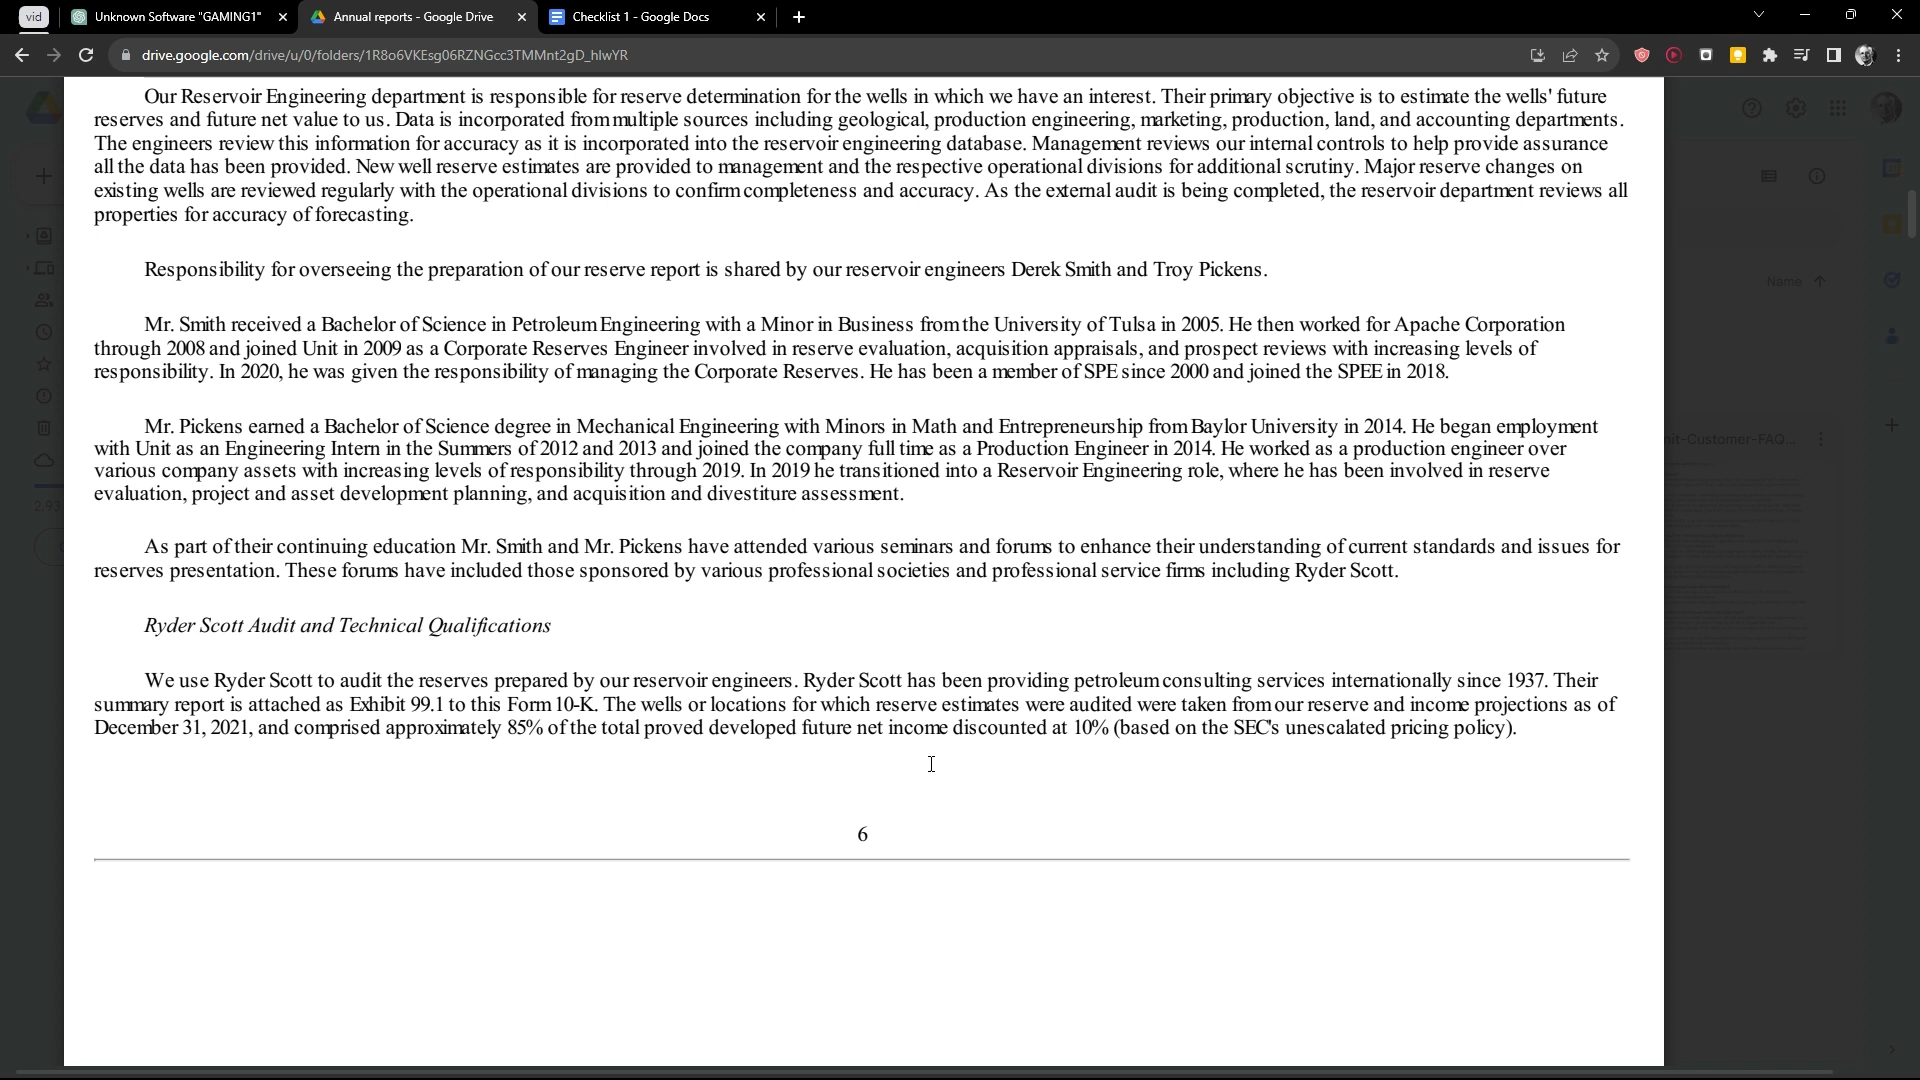 vid
Unknown Software "GAMING1"
Annual reports - Google Drive
Checklist 1 - Google Docs
drive.google.com/drive/u/0/folders/1R8o6VKEsg06RZNGcc3TMMnt2gD_hlwYR
Our Reservoir Engineering department is responsible for reserve determination for the wells in which we have an interest. Their primary objective is to estimate the wells' future
reserves and future net value to us. Data is incorporated from multiple sources including geological, production engineering, marketing, production, land, and accounting departments.
The engineers review this information for accuracy as it is incorporated into the reservoir engineering database. Management reviews our internal controls to help provide assurance
all the data has been provided. New well reserve estimates are provided to management and the respective operational divisions for additional scrutiny. Major reserve changes on
existing wells are reviewed regularly with the operational divisions to confirm completeness and accuracy. As the external audit is being completed, the reservoir department reviews all
properties for accuracy of forecasting.
Name
Responsibility for overseeing the preparation of our reserve report is shared by our reservoir engineers Derek Smith and Troy Pickens.
Mr. Smith received a Bachelor of Science in Petroleum Engineering with a Minor in Business from the University of Tulsa in 2005. He then worked for Apache Corporation
through 2008 and joined Unit in 2009 as a Corporate Reserves Engineer involved in reserve evaluation, acquisition appraisals, and prospect reviews with increasing levels of
responsibility. In 2020, he was given the responsibility of managing the Corporate Reserves. He has been a member of SPE since 2000 and joined the SPEE in 2018.
Mr. Pickens earned a Bachelor of Science degree in Mechanical Engineering with Minors in Math and Entrepreneurship from Baylor University in 2014. He began employment
with Unit as an Engineering Intern in the Summers of 2012 and 2013 and joined the company full time as a Production Engineer in 2014. He worked as a production engineer over
various company assets with increasing levels of responsibility through 2019. In 2019 he transitioned into a Reservoir Engineering role, where he has been involved in reserve
evaluation, project and asset development planning, and acquisition and divestiture assessment.
nit-Customer-FAQ...
2.93
As part of their continuing education Mr. Smith and Mr. Pickens have attended various seminars and forums to enhance their understanding of current standards and issues for
reserves presentation. These forums have included those sponsored by various professional societies and professional service firms including Ryder Scott.
Ryder Scott Audit and Technical Qualifications
We use Ryder Scott to audit the reserves prepared by our reservoir engineers. Ryder Scott has been providing petroleum consulting services internationally since 1937. Their
summary report is attached as Exhibit 99.1 to this Form 10-K. The wells or locations for which reserve estimates were audited were taken from our reserve and income projections as of
December 31, 2021, and comprised approximately 85% of the total proved developed future net income discounted at 10% (based on the SEC's unescalated pricing policy).
6